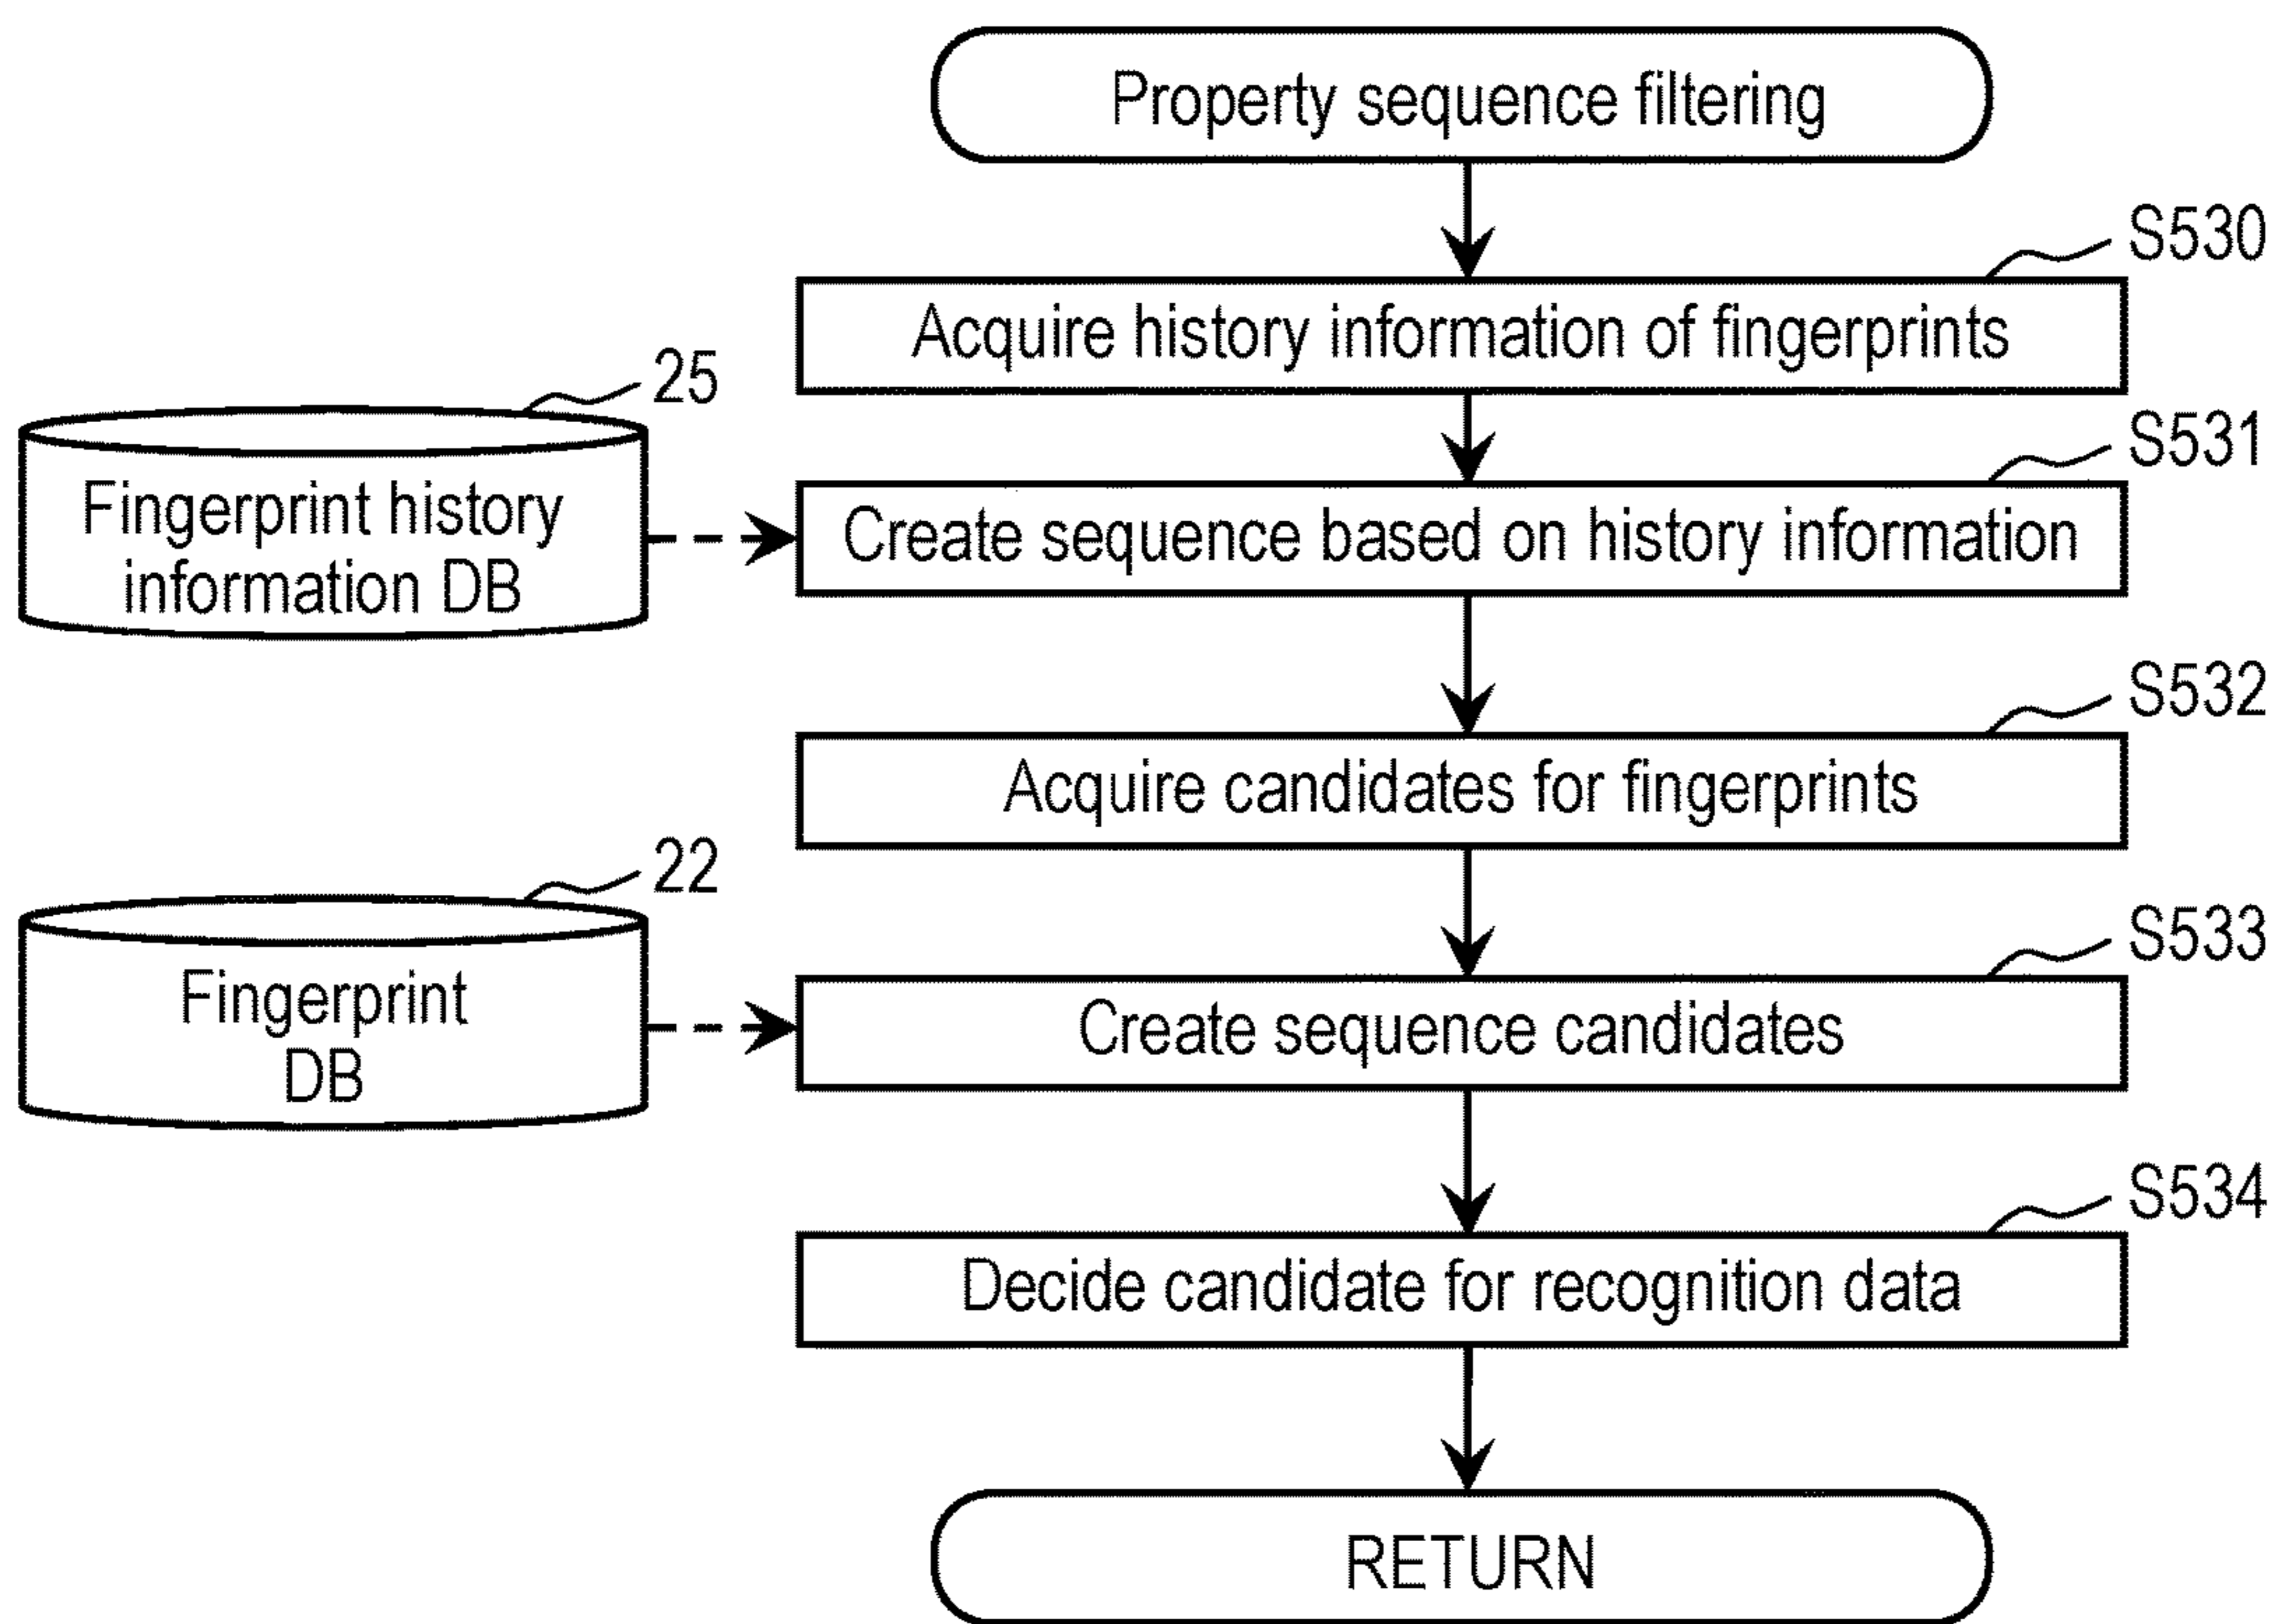 Property sequence filtering
S530
Acquire history information of fingerprints
25
S531
Fingerprint history
information DB
Create sequence based on history information
S532
Acquire candidates for fingerprints
22
S533
Fingerprint
DB
Create sequence candidates
S534
Decide candidate for recognition data
RETURN